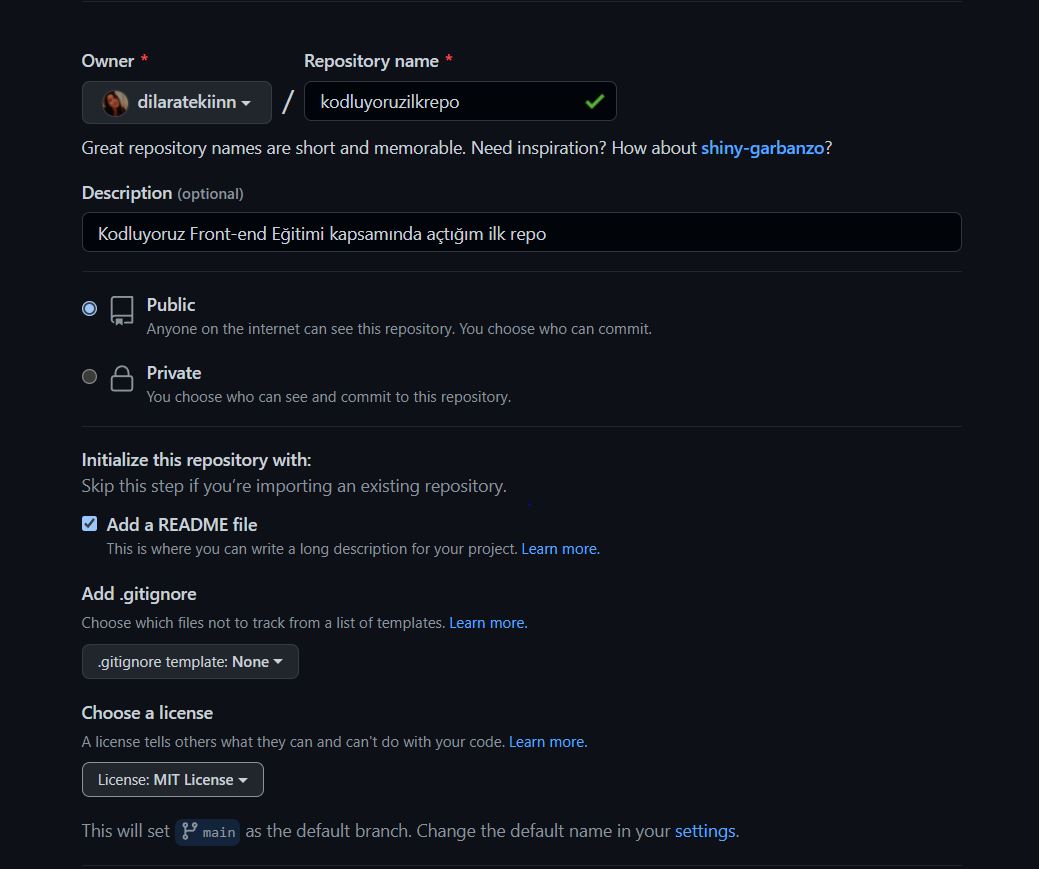 Owner * Repository name *
dilaratekiinn / kodluyoruzilkrepo
Great repository names are short and memorable. Need inspiration? How about shiny-garbanzo?
Description (optional)
Kodluyoruz Front-end Eğitimi kapsamında açtığım ilk repo
Public
Anyone on the internet can see this repository. You choose who can commit.
Private
You choose who can see and commit to this repository.
Initialize this repository with:
Skip this step if you’re importing an existing repository.
Add a README file
This is where you can write a long description for your project. Learn more.
Add .gitignore
Choose which files not to track from a list of templates. Learn more.
.gitignore template: None
Choose a license
A license tells others what they can and can't do with your code. Learn more.
License: MIT License
This will set main as the default branch. Change the default name in your settings.